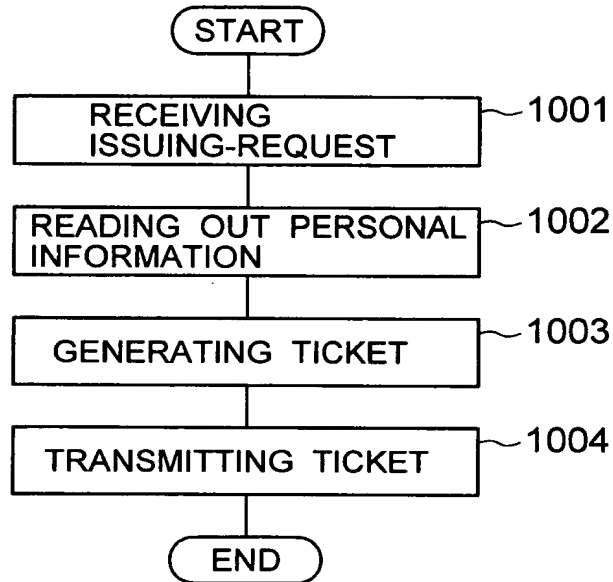 START
RECEIVING
ISSUING-REQUEST
1001
READING OUT PERSONAL
INFORMATION
1002
GENERATING TICKET
1003
TRANSMITTING TICKET
1004
END